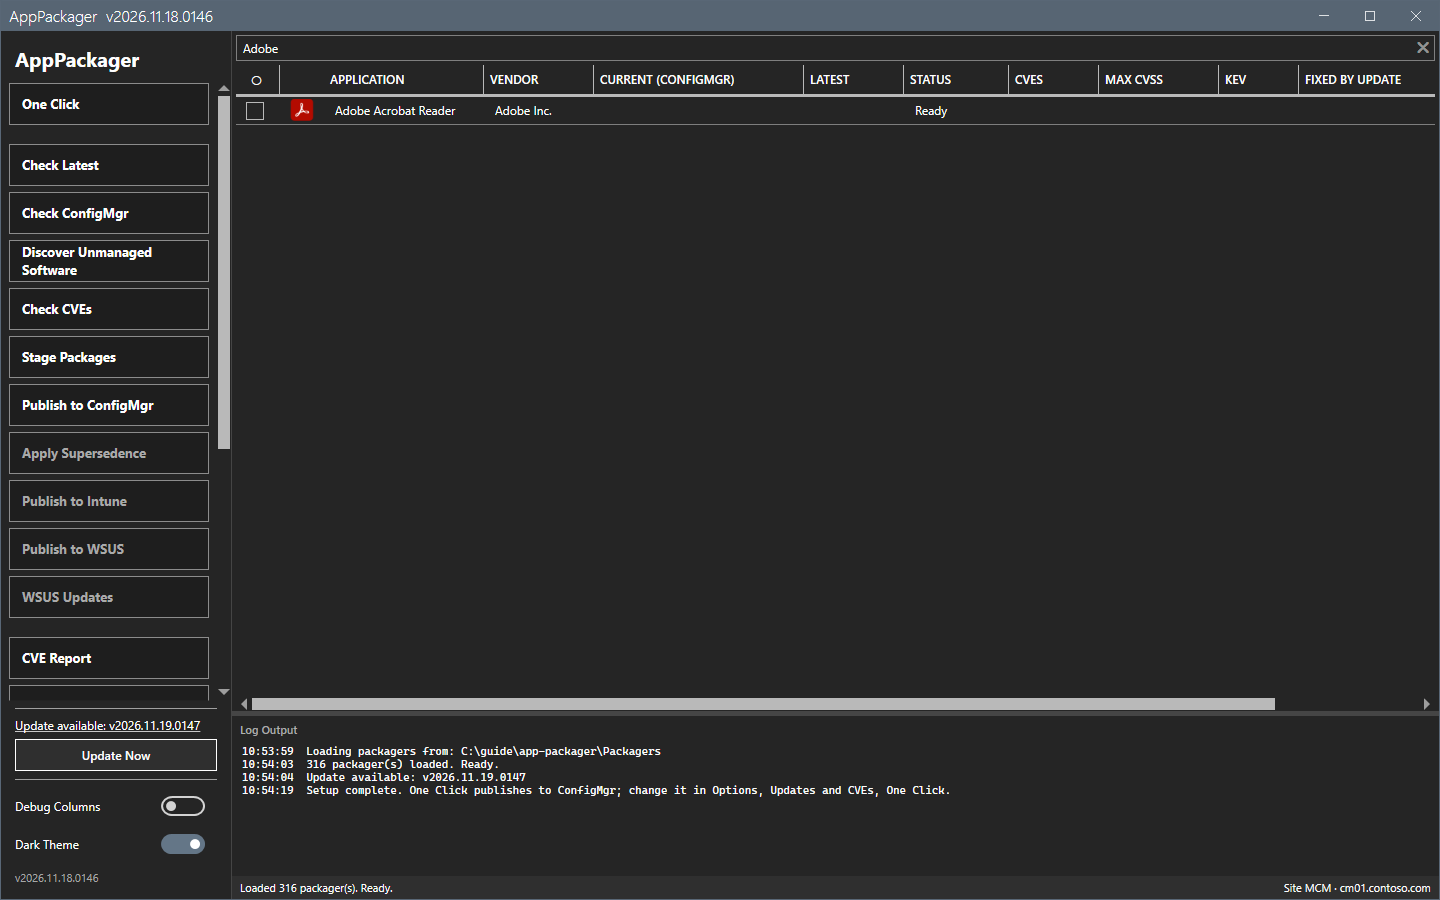 AppPackager v2026.11.18.0146
AppPackager
One Click
Check Latest
Check ConfigMgr
Discover Unmanaged
Software
Check CVEs
Stage Packages
Publish to ConfigMgr
Apply Supersedence
Publish to Intune
Publish to WSUS
WSUS Updates
CVE Report
Update available: v2026.11.19.0147
Update Now
Debug Columns
Dark Theme
v2026.11.18.0146
Adobe
APPLICATION VENDOR CURRENT (CONFIGMGR) LATEST STATUS CVES MAX CVSS KEV FIXED BY UPDATE
Adobe Acrobat Reader Adobe Inc. Ready
Log Output
10:53:59 Loading packagers from: C:\guide\app-packager\Packagers
10:54:03 316 packager(s) loaded. Ready.
10:54:04 Update available: v2026.11.19.0147
10:54:19 Setup complete. One Click publishes to ConfigMgr; change it in Options, Updates and CVEs, One Click.
Loaded 316 packager(s). Ready.
Site MCM · cm01.contoso.com